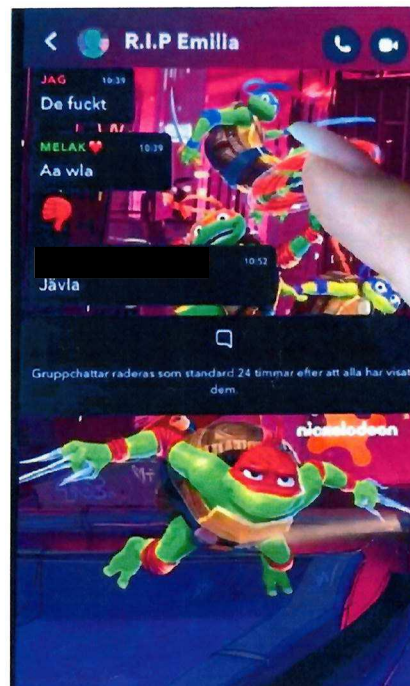 R.I.P Emilia
JAG 10:39
De fuckt
MELAK❤️ 10:39
Aa wla
10:52
Jävla
Gruppchattar raderas som standard 24 timmar efter att alla har visat
dem.
nickelodeon